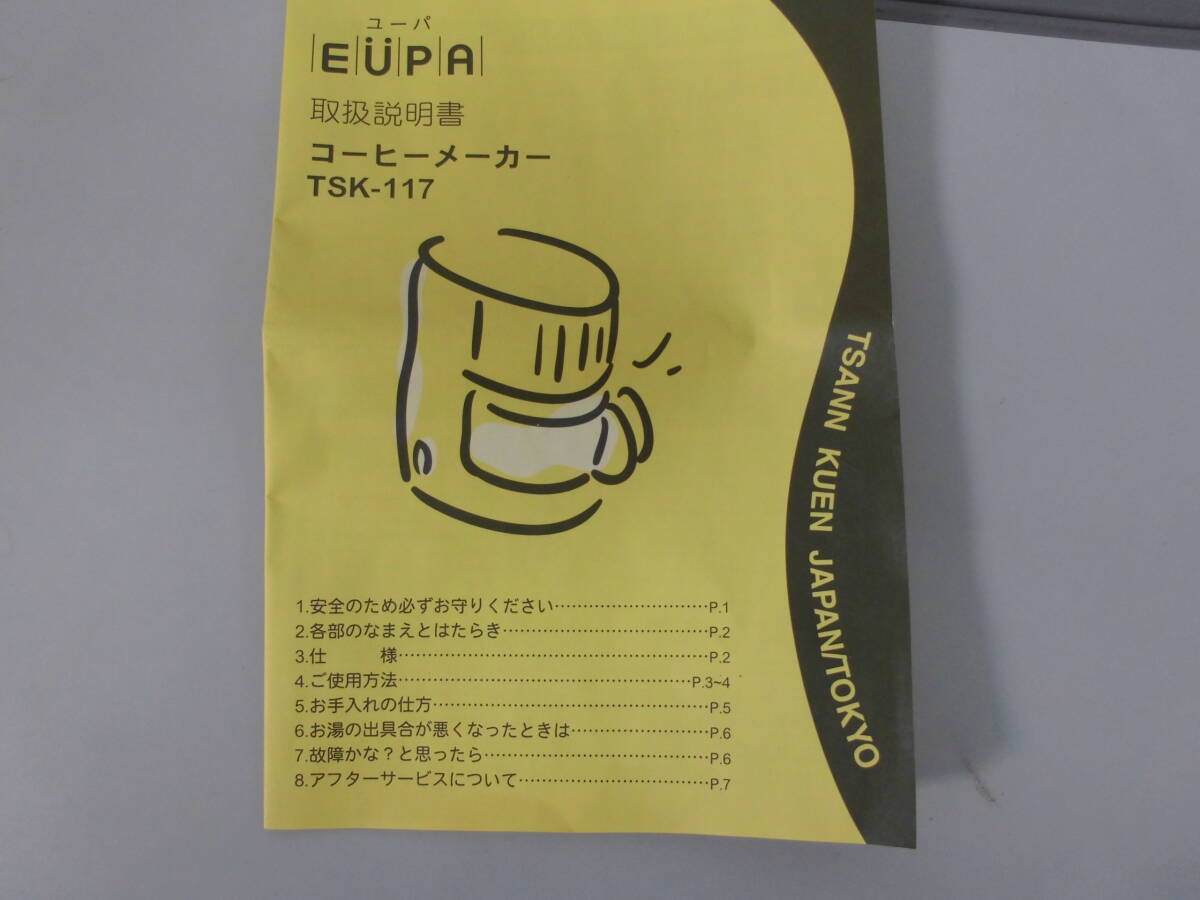 ユーパ
EÜPA
取扱説明書
コーヒーメーカー
TSK-117
1.安全のため必ずお守りください…………………………P.1
2.各部のなまえとはたらき…………………………………P.2
3.仕　　様……………………………………………………P.2
4.ご使用方法…………………………………………………P.3~4
5.お手入れの仕方……………………………………………P.5
6.お湯の出具合が悪くなったときは………………………P.6
7.故障かな？と思ったら……………………………………P.6
8.アフターサービスについて………………………………P.7
TSANN KUEN JAPAN/TOKYO